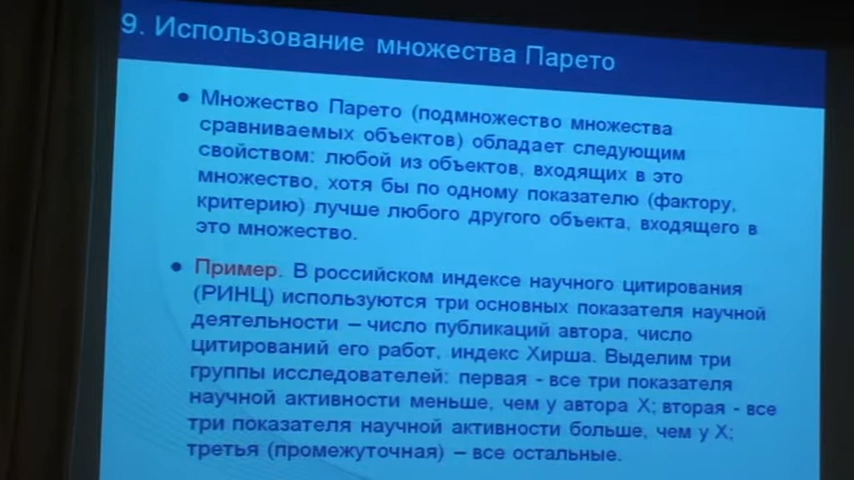 9. Использование множества Парето
• Множество Парето (подмножество множества
сравниваемых объектов) обладает следующим
свойством: любой из объектов, входящих в это
множество, хотя бы по одному показателю (фактору,
критерию) лучше любого другого объекта, входящего в
это множество.
• Пример. В российском индексе научного цитирования
(РИНЦ) используются три основных показателя научной
деятельности – число публикаций автора, число
цитирований его работ, индекс Хирша. Выделим три
группы исследователей: первая - все три показателя
научной активности меньше, чем у автора Х; вторая - все
три показателя научной активности больше, чем у Х;
третья (промежуточная) – все остальные.